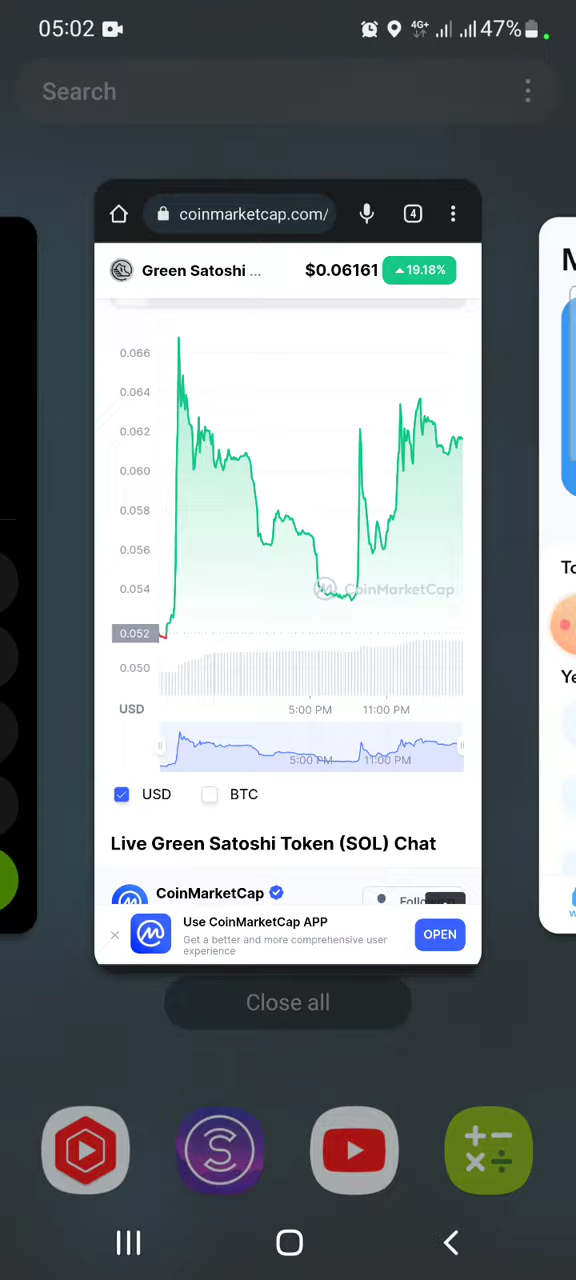 05:02
4G+
47%
Search
coinmarketcap.com/
4
Green Satoshi ...
$0.06161
19.18%
0.066
0.064
0.062
0.060
0.058
0.056
0.054
CoinMarketCap
0.052
0.050
USD
5:00 PM
11:00 PM
5:00 PM
11:00 PM
USD
BTC
Live Green Satoshi Token (SOL) Chat
CoinMarketCap
Use CoinMarketCap APP
Get a better and more comprehensive user
experience
OPEN
M
To
Ye
Close all